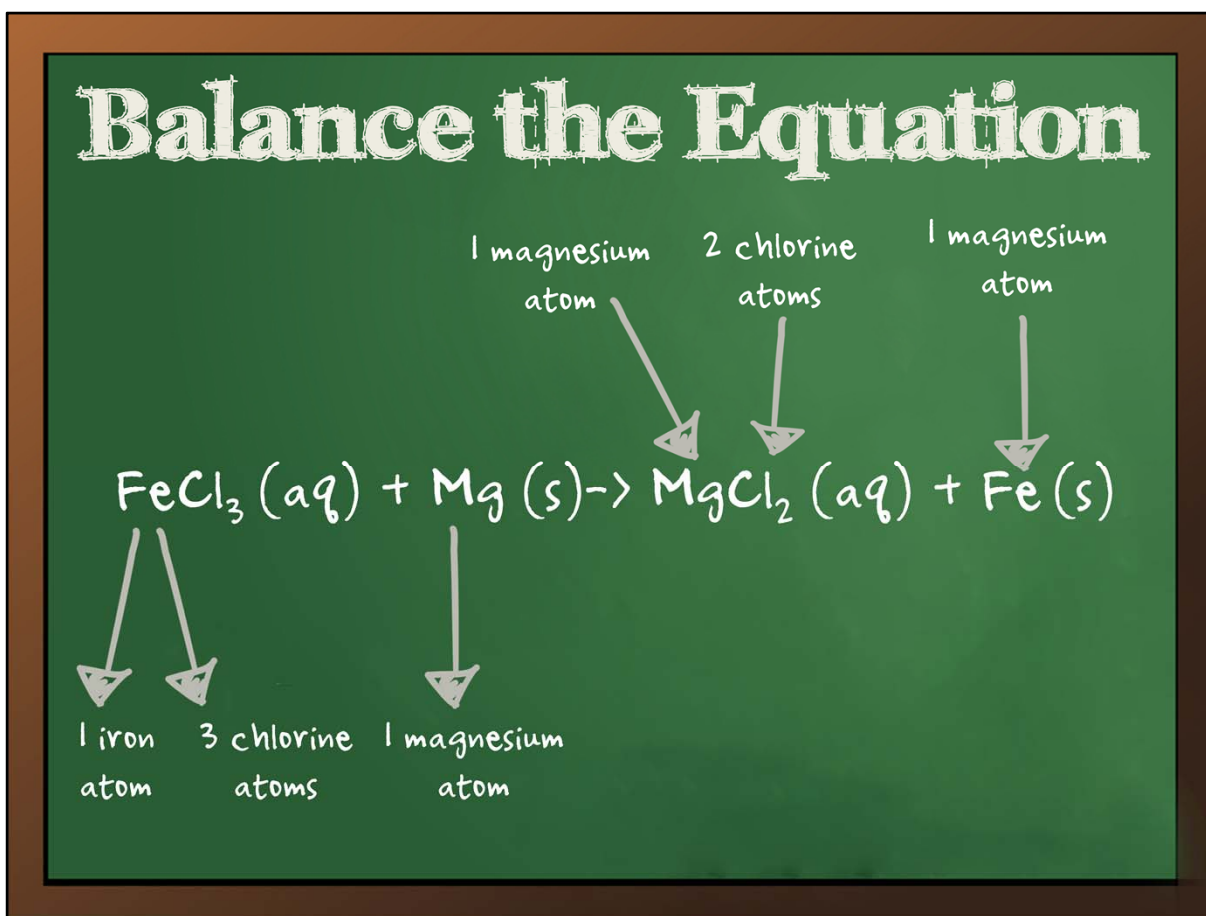 Balance the Equation
1 magnesium
atom
2 chlorine
atoms
1 magnesium
atom
FeCl₃ (aq) + Mg (s)-> MgCl₂ (aq) + Fe (s)
1 iron
atom
3 chlorine
atoms
1 magnesium
atom